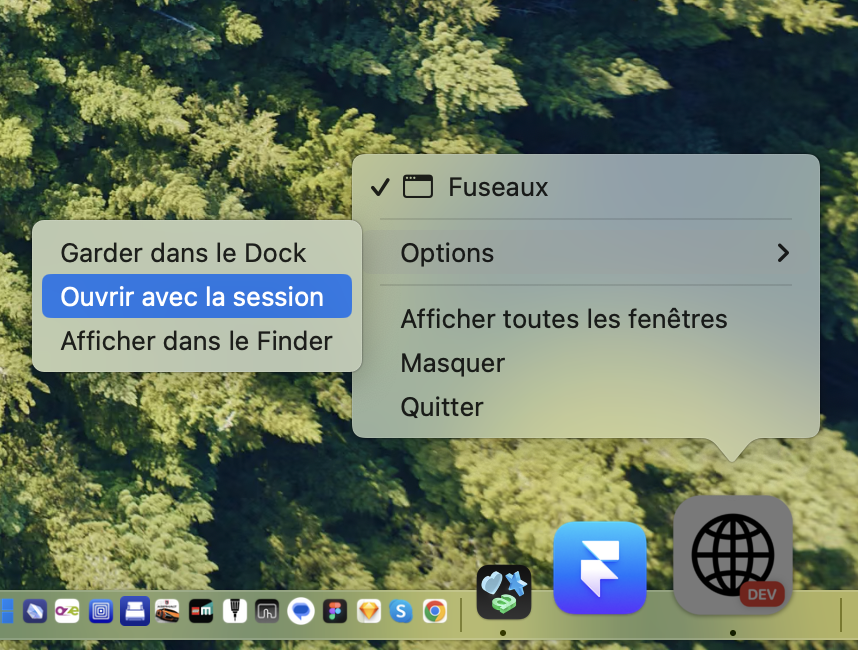 Fuseaux
Options
Garder dans le Dock
Ouvrir avec la session
Afficher dans le Finder
Afficher toutes les fenêtres
Masquer
Quitter
DEV